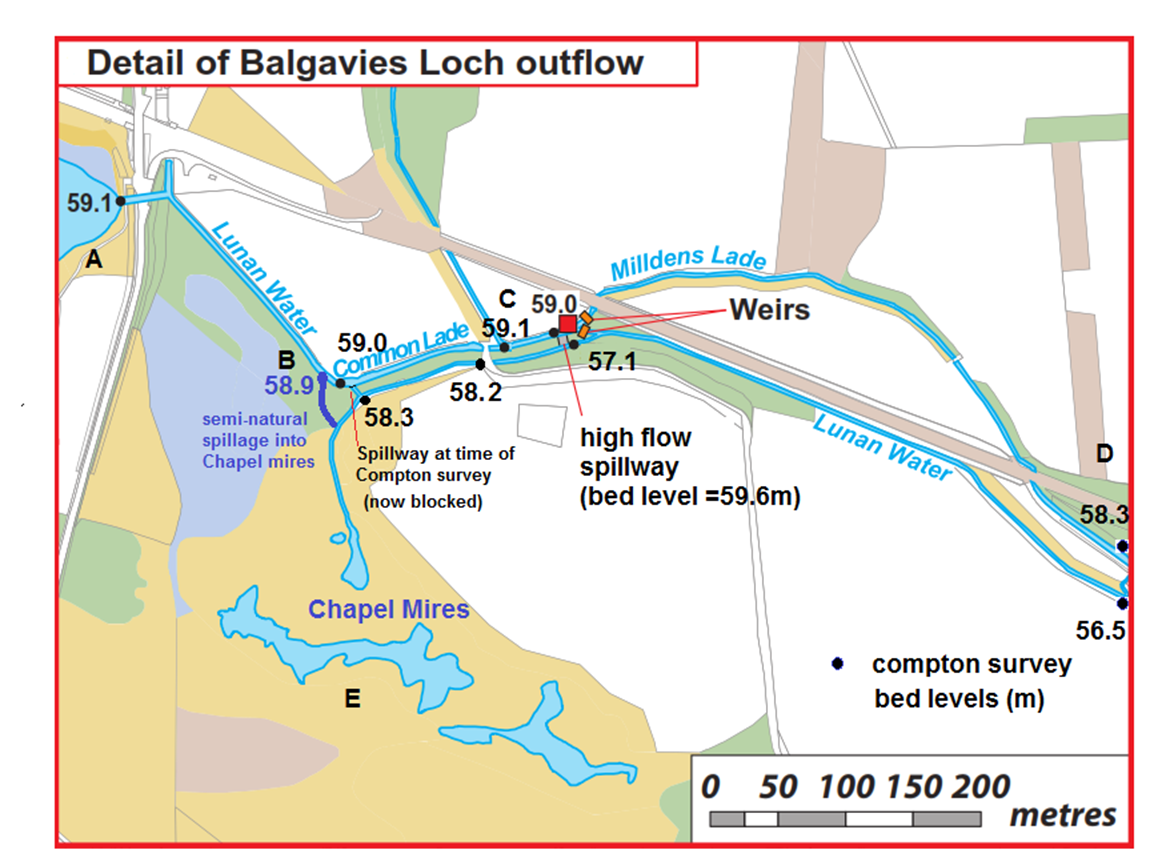 Detail of Balgavies Loch outflow
59.1
A
Lunan Water
Milldens Lade
C
59.0
Weirs
59.1
59.0
Common Lade
B
58.9
57.1
58.2
58.3
semi-natural
spillage into
Chapel mires
Spillway at time of
Compton survey
(now blocked)
high flow
spillway
(bed level =59.6m)
Lunan Water
D
58.3
56.5
Chapel Mires
E
compton survey
bed levels (m)
0 50 100 150 200
metres